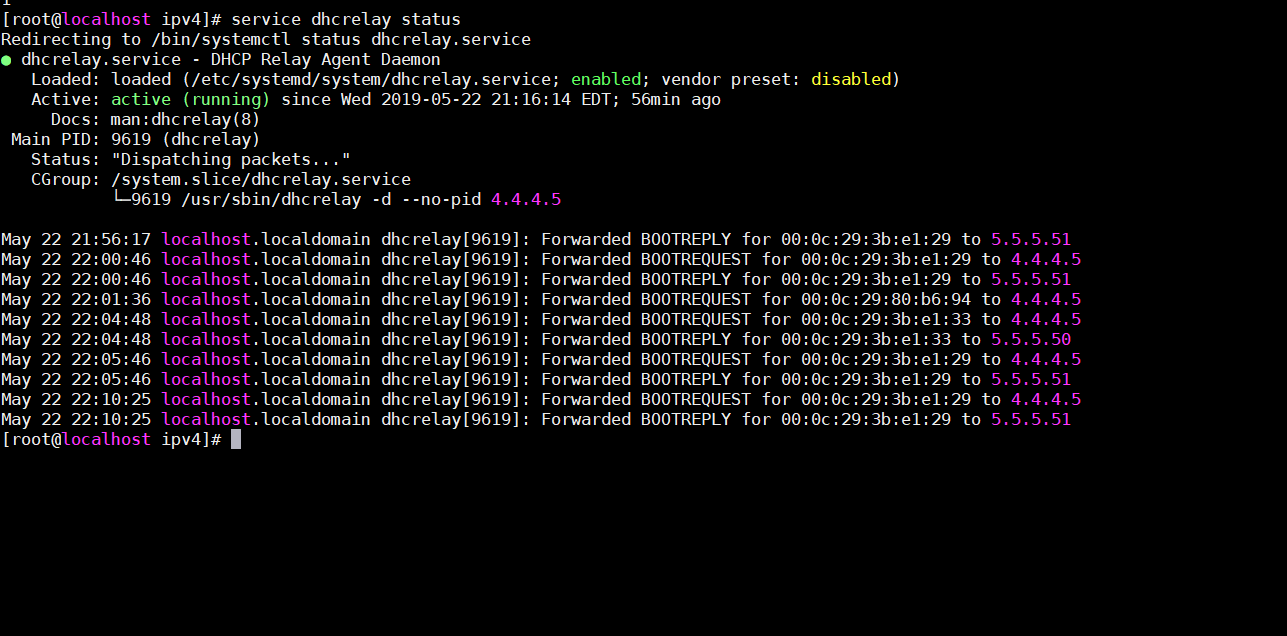 [root@localhost ipv4]# service dhcrelay status
Redirecting to /bin/systemctl status dhcrelay.service
● dhcrelay.service - DHCP Relay Agent Daemon
   Loaded: loaded (/etc/systemd/system/dhcrelay.service; enabled; vendor preset: disabled)
   Active: active (running) since Wed 2019-05-22 21:16:14 EDT; 56min ago
     Docs: man:dhcrelay(8)
 Main PID: 9619 (dhcrelay)
   Status: "Dispatching packets..."
   CGroup: /system.slice/dhcrelay.service
           └─9619 /usr/sbin/dhcrelay -d --no-pid 4.4.4.5
May 22 21:56:17 localhost.localdomain dhcrelay[9619]: Forwarded BOOTREPLY for 00:0c:29:3b:e1:29 to 5.5.5.51
May 22 22:00:46 localhost.localdomain dhcrelay[9619]: Forwarded BOOTREQUEST for 00:0c:29:3b:e1:29 to 4.4.4.5
May 22 22:00:46 localhost.localdomain dhcrelay[9619]: Forwarded BOOTREPLY for 00:0c:29:3b:e1:29 to 5.5.5.51
May 22 22:01:36 localhost.localdomain dhcrelay[9619]: Forwarded BOOTREQUEST for 00:0c:29:80:b6:94 to 4.4.4.5
May 22 22:04:48 localhost.localdomain dhcrelay[9619]: Forwarded BOOTREQUEST for 00:0c:29:3b:e1:33 to 4.4.4.5
May 22 22:04:48 localhost.localdomain dhcrelay[9619]: Forwarded BOOTREPLY for 00:0c:29:3b:e1:33 to 5.5.5.50
May 22 22:05:46 localhost.localdomain dhcrelay[9619]: Forwarded BOOTREQUEST for 00:0c:29:3b:e1:29 to 4.4.4.5
May 22 22:05:46 localhost.localdomain dhcrelay[9619]: Forwarded BOOTREPLY for 00:0c:29:3b:e1:29 to 5.5.5.51
May 22 22:10:25 localhost.localdomain dhcrelay[9619]: Forwarded BOOTREQUEST for 00:0c:29:3b:e1:29 to 4.4.4.5
May 22 22:10:25 localhost.localdomain dhcrelay[9619]: Forwarded BOOTREPLY for 00:0c:29:3b:e1:29 to 5.5.5.51
[root@localhost ipv4]#